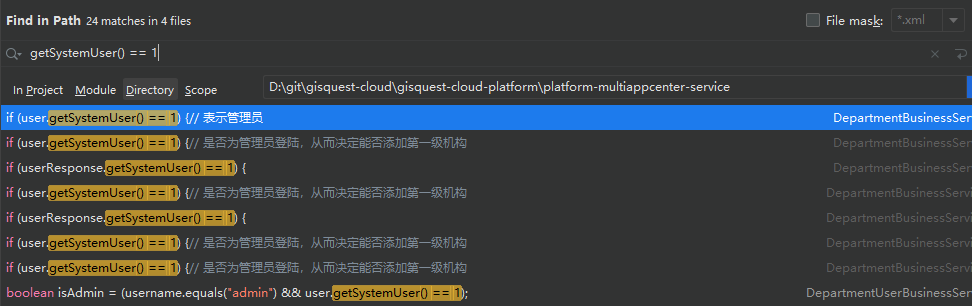 Find in Path 24 matches in 4 files File mask: *.xml
getSystemUser() == 1
In Project Module Directory Scope D:\git\gisquest-cloud\gisquest-cloud-platform\platform-multiappcenter-service
if (user.getSystemUser() == 1) {// 表示管理员 DepartmentBusinessServ
if (user.getSystemUser() == 1) {// 是否为管理员登陆，从而决定能否添加第一级机构 DepartmentBusinessServ
if (userResponse.getSystemUser() == 1) { DepartmentBusinessServ
if (user.getSystemUser() == 1) {// 是否为管理员登陆，从而决定能否添加第一级机构 DepartmentBusinessServi
if (userResponse.getSystemUser() == 1) { DepartmentBusinessServi
if (user.getSystemUser() == 1) {// 是否为管理员登陆，从而决定能否添加第一级机构 DepartmentBusinessServi
if (user.getSystemUser() == 1) {// 是否为管理员登陆，从而决定能否添加第一级机构 DepartmentBusinessServi
boolean isAdmin = (username.equals("admin") && user.getSystemUser() == 1); DepartmentUserBusinessServ